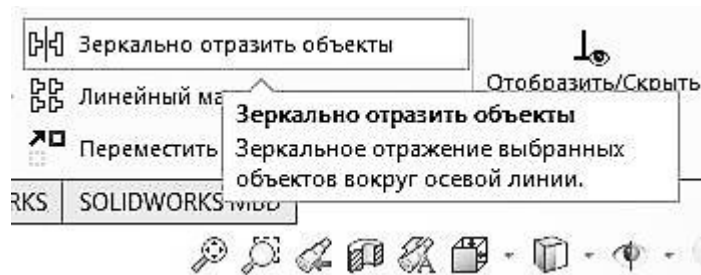 Зеркально отразить объекты
Отобразить/Скрыть
Линейный ма
Зеркально отразить объекты
Переместить
Зеркальное отражение выбранных
объектов вокруг осевой линии.
RKS
SOLIDWORKS MBD